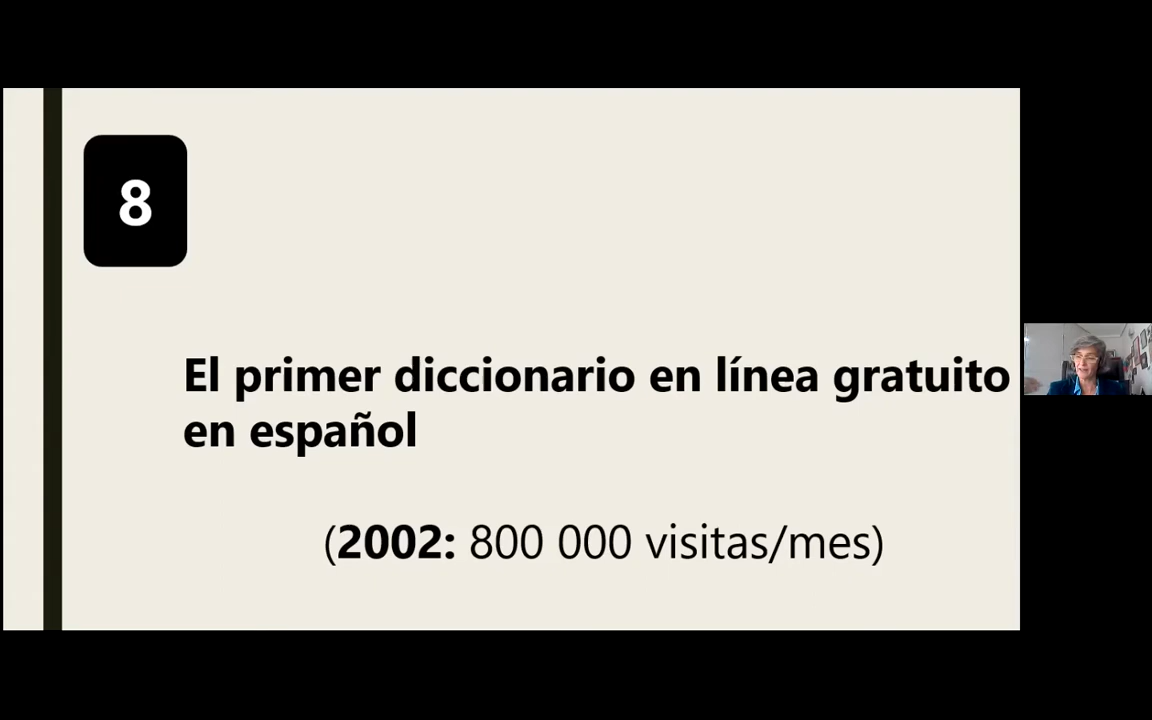 8
El primer diccionario en línea gratuito
en español
(2002: 800 000 visitas/mes)